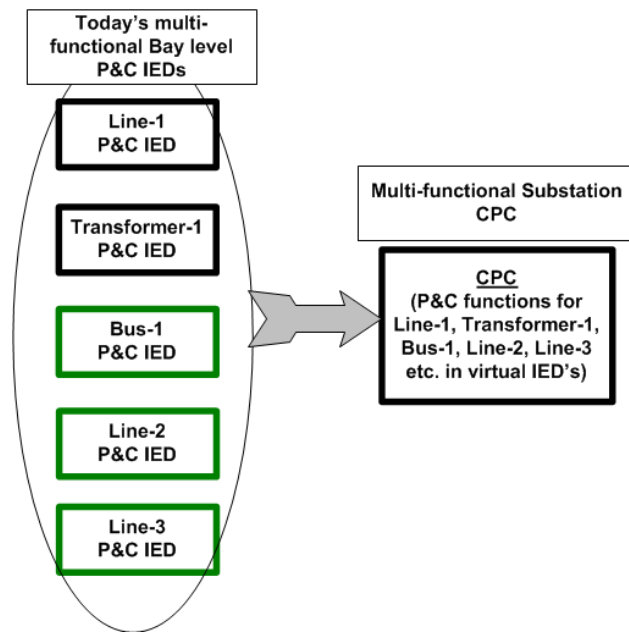 Today's multi-
functional Bay level
P&C IEDs
Line-1
P&C IED
Transformer-1
P&C IED
Bus-1
P&C IED
Line-2
P&C IED
Line-3
P&C IED
Multi-functional Substation
CPC
CPC
(P&C functions for
Line-1, Transformer-1,
Bus-1, Line-2, Line-3
etc. in virtual IED's)